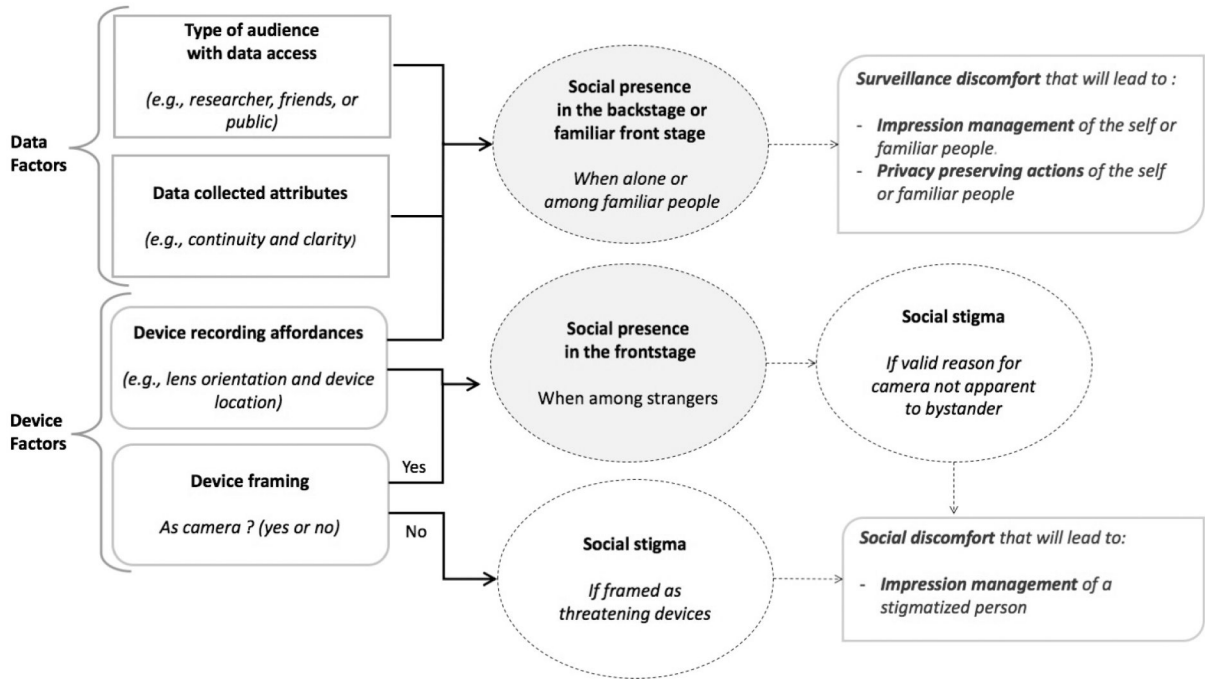 Data
Factors
Type of audience
with data access
(e.g., researcher, friends, or
public)
Data collected attributes
(e.g., continuity and clarity)
Device
Factors
Device recording affordances
(e.g., lens orientation and device
location)
Device framing
As camera ? (yes or no)
Yes
No
Social presence
in the backstage or
familiar front stage
When alone or
among familiar people
Social presence
in the frontstage
When among strangers
Social stigma
If framed as
threatening devices
Surveillance discomfort that will lead to :
- Impression management of the self or
familiar people.
- Privacy preserving actions of the self
or familiar people
Social stigma
If valid reason for
camera not apparent
to bystander
Social discomfort that will lead to:
- Impression management of a
stigmatized person